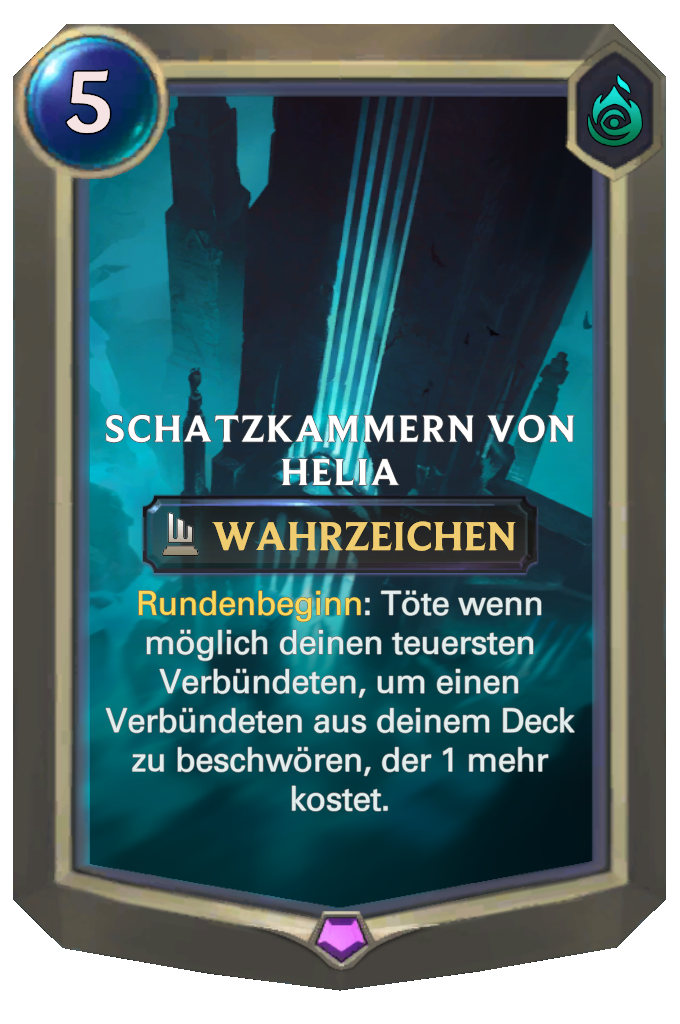 5
SCHATZKAMMERN VON
HELIA
WAHRZEICHEN
Rundenbeginn: Töte wenn
möglich deinen teuersten
Verbündeten, um einen
Verbündeten aus deinem Deck
zu beschwören, der 1 mehr
kostet.